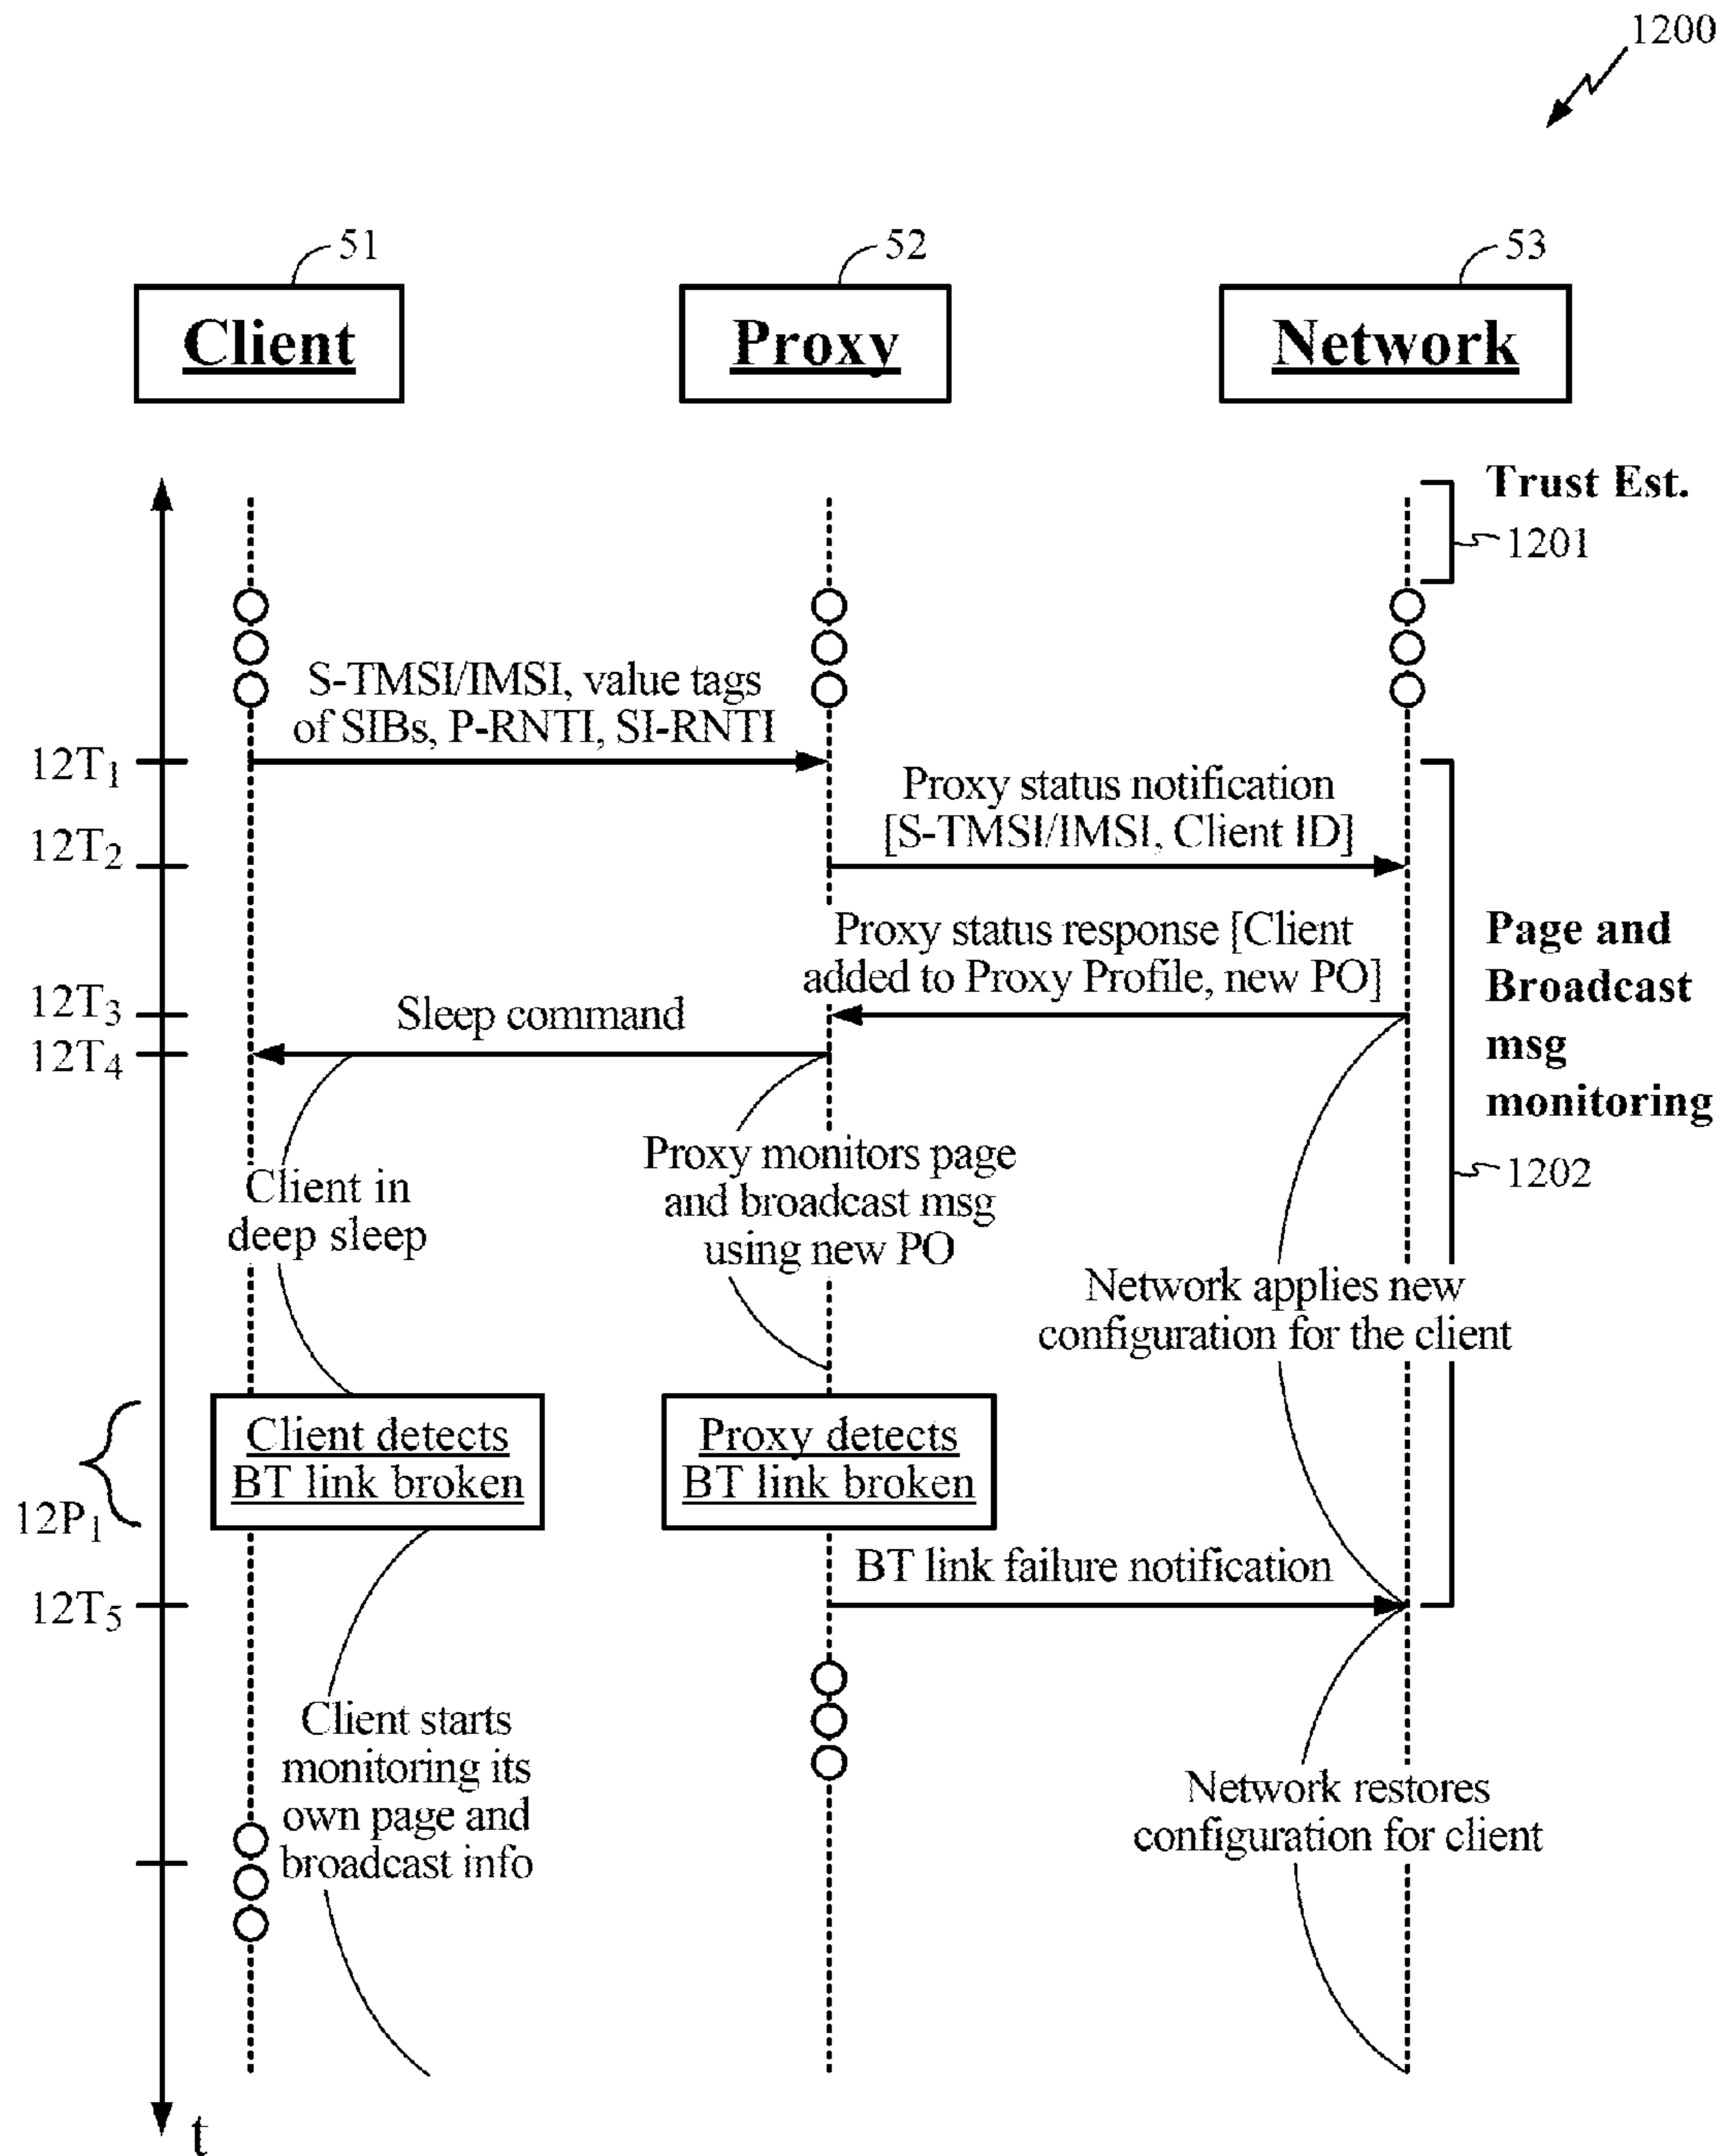 1200
51
52
53
Client
Proxy
Network
Trust Est.
1201
S-TMSI/IMSI, value tags
of SIBs, P-RNTI, SI-RNTI
12T1
Proxy status notification
[S-TMSI/IMSI, Client ID]
12T2
Proxy status response [Client
added to Proxy Profile, new PO]
12T3
Sleep command
12T4
Page and
Broadcast
msg
monitoring
1202
Client in
deep sleep
Proxy monitors page
and broadcast msg
using new PO
Network applies new
configuration for the client
12P1
Client detects
BT link broken
Proxy detects
BT link broken
BT link failure notification
12T5
Client starts
monitoring its
own page and
broadcast info
Network restores
configuration for client
t